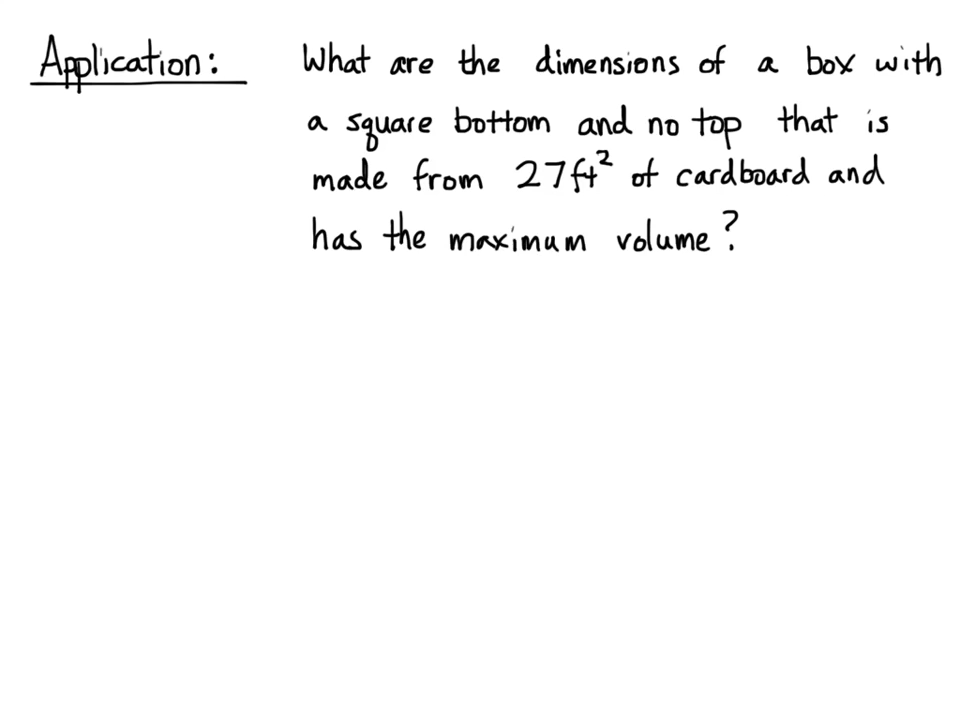 Application: What are the dimensions of a box with
a square bottom and no top that is
made from 27ft² of cardboard and
has the maximum volume?